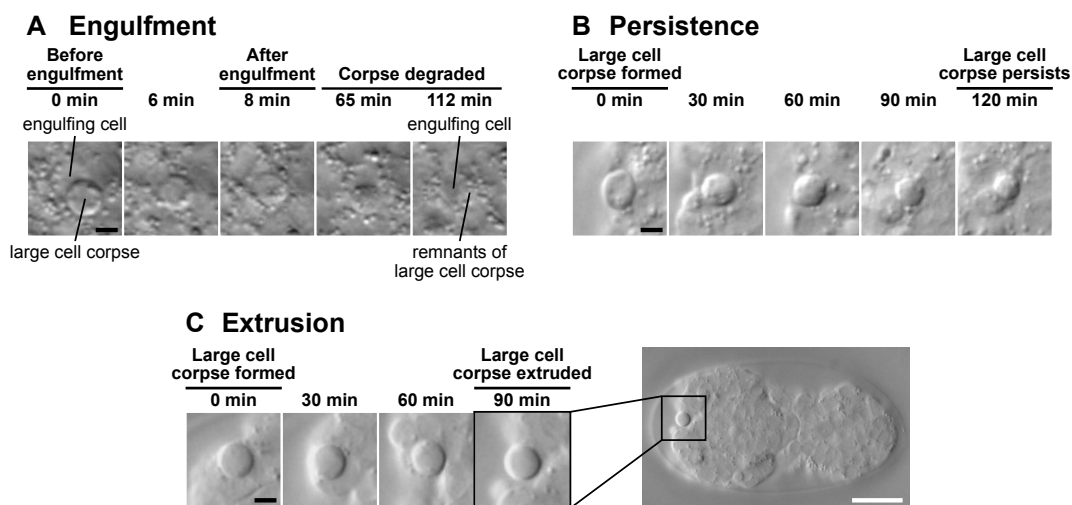 A Engulfment
Before
engulfment
After
engulfment
Corpse degraded
0 min
6 min
8 min
65 min
112 min
engulfing cell
engulfing cell
large cell corpse
remnants of
large cell corpse
B Persistence
Large cell
corpse formed
Large cell
corpse persists
0 min
30 min
60 min
90 min
120 min
C Extrusion
Large cell
corpse formed
Large cell
corpse extruded
0 min
30 min
60 min
90 min